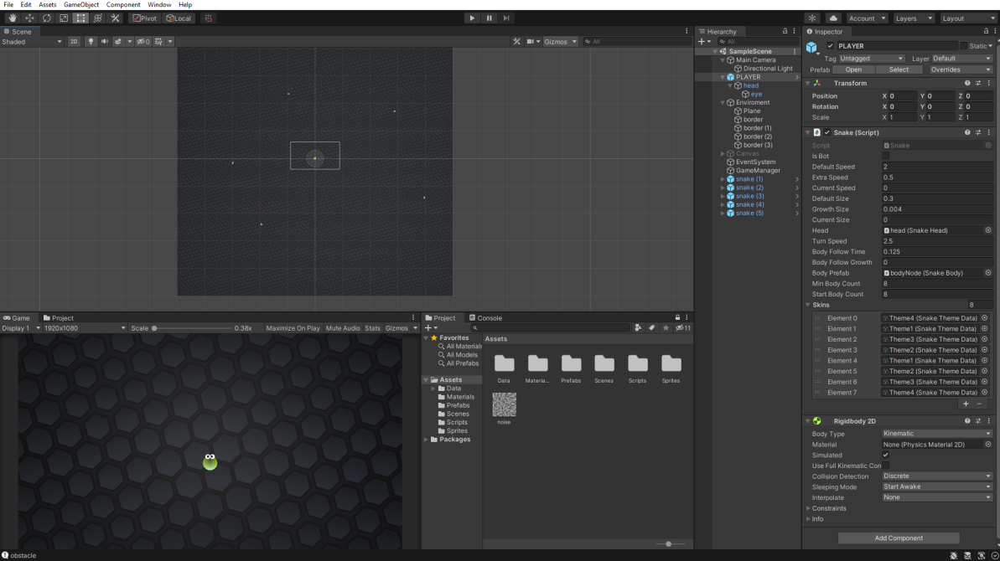 File Edit Assets GameObject Component Window Help
Pivot Local Account Layers Layout
Scene
Shaded 2D 0 Gizmos All
Hierarchy
All
SampleScene
Main Camera
Directional Light
PLAYER
head
eye
Enviroment
Plane
border
border (1)
border (2)
border (3)
Canvas
EventSystem
GameManager
snake (1)
snake (2)
snake (3)
snake (4)
snake (5)
Inspector
PLAYER Static
Tag Untagged Layer Default
Prefab Open Select Overrides
Transform
Position X 0 Y 0 Z 0
Rotation X 0 Y 0 Z 0
Scale X 1 Y 1 Z 1
Snake (Script)
Script Snake
Is Bot
Default Speed 2
Extra Speed 0.5
Current Speed 0
Default Size 0.3
Growth Size 0.004
Current Size 0
Head head (Snake Head)
Turn Speed 2.5
Body Follow Time 0.125
Body Follow Growth 0
Body Prefab bodyNode (Snake Body)
Min Body Count 8
Start Body Count 8
Skins 8
Element 0 Theme4 (Snake Theme Data)
Element 1 Theme1 (Snake Theme Data)
Element 2 Theme3 (Snake Theme Data)
Element 3 Theme2 (Snake Theme Data)
Element 4 Theme1 (Snake Theme Data)
Element 5 Theme2 (Snake Theme Data)
Element 6 Theme3 (Snake Theme Data)
Element 7 Theme4 (Snake Theme Data)
Rigidbody 2D
Body Type Kinematic
Material None (Physics Material 2D)
Simulated
Use Full Kinematic Con
Collision Detection Discrete
Sleeping Mode Start Awake
Interpolate None
Constraints
Info
Add Component
Game Project
Display 1 1920x1080 Scale 0.38x Maximize On Play Mute Audio Stats Gizmos
Project Console
11
Favorites
All Materials
All Models
All Prefabs
Assets
Data
Materials
Prefabs
Scenes
Scripts
Sprites
Packages
Assets
Data Materia... Prefabs Scenes Scripts Sprites
noise
obstacle